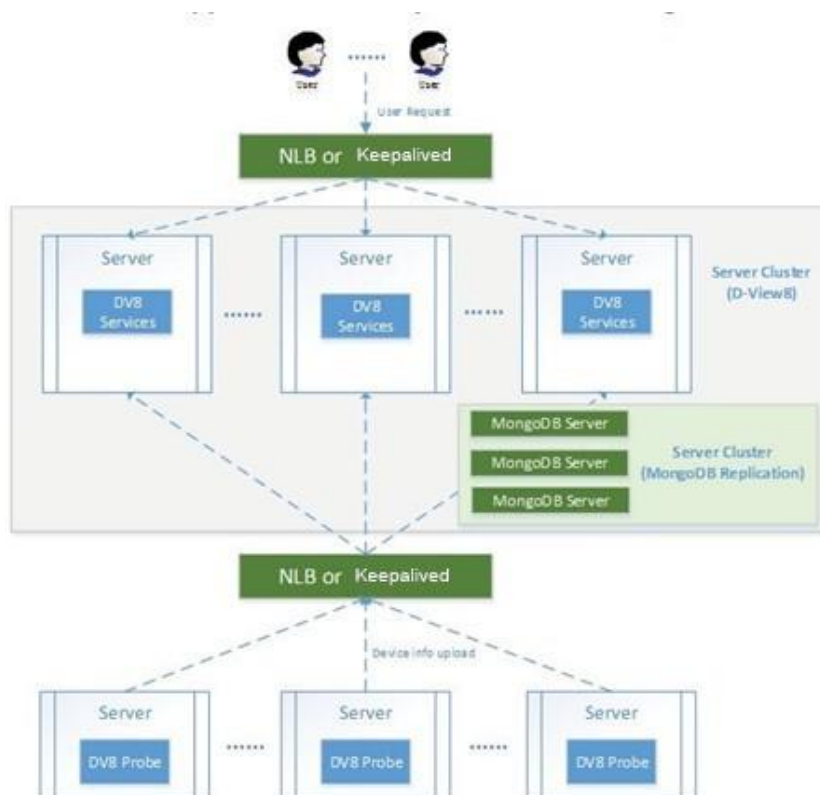 User
......
User
User Request
NLB or Keepalived
Server
Server
Server
DV8
Services
......
DV8
Services
......
DV8
Services
Server Cluster
(D-View8)
MongoDB Server
MongoDB Server
MongoDB Server
Server Cluster
(MongoDB Replication)
NLB or Keepalived
Device info upload
Server
Server
Server
DV8 Probe
......
DV8 Probe
......
DV8 Probe